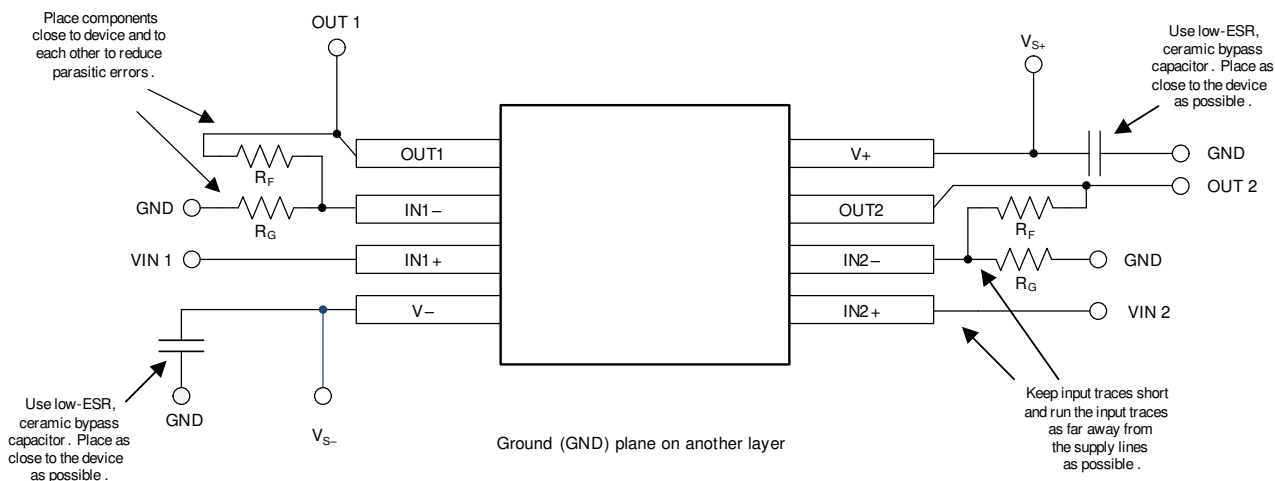 Place components
close to device and to
each other to reduce
parasitic errors .
OUT 1
VS+
Use low-ESR,
ceramic bypass
capacitor . Place as
close to the device
as possible .
OUT1
V+
GND
RF
OUT 2
GND
IN1−
OUT2
RG
RF
VIN 1
IN1+
IN2−
GND
RG
V−
IN2+
VIN 2
GND
VS−
Use low-ESR,
ceramic bypass
capacitor . Place as
close to the device
as possible .
Ground (GND) plane on another layer
Keep input traces short
and run the input traces
as far away from
the supply lines
as possible .